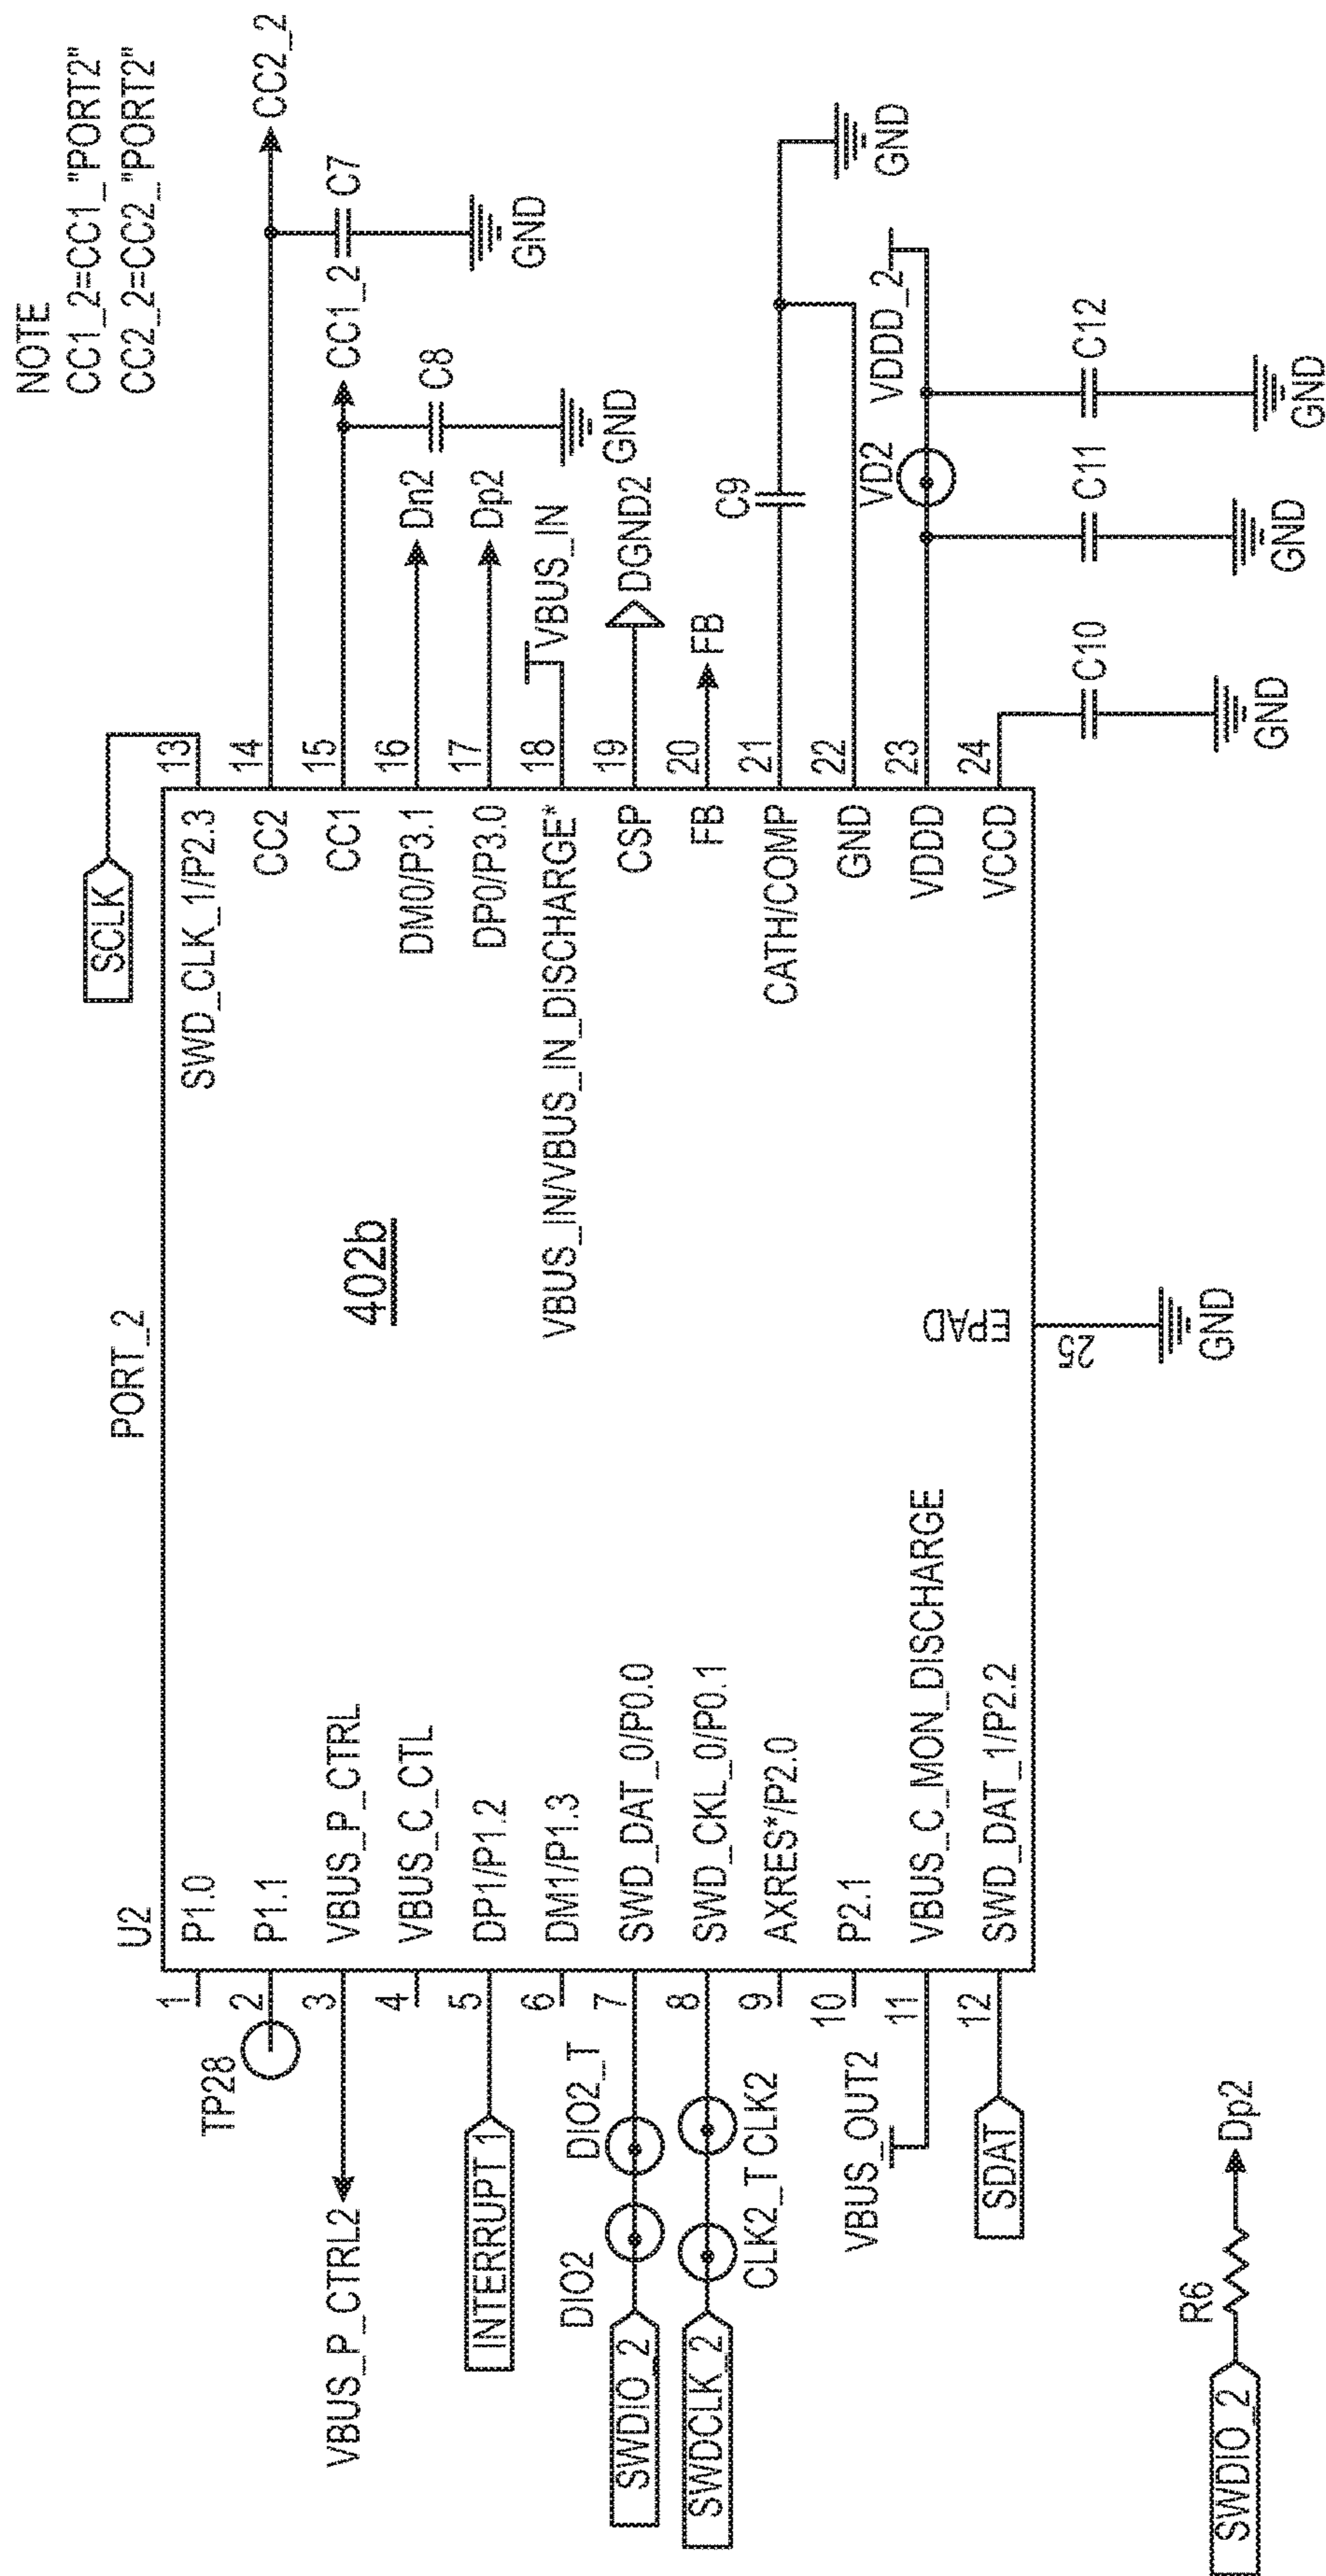 NOTE
CC1_2=CC1_"PORT2"
CC2_2=CC2_"PORT2"
PORT_2
U2
402b
1
P1.0
TP28
2
P1.1
VBUS_P_CTRL2
3
VBUS_P_CTRL
4
VBUS_C_CTL
INTERRUPT 1
5
DP1/P1.2
6
DM1/P1.3
SWDIO_2
DIO2
DIO2_T
7
SWD_DAT_0/P0.0
SWDCLK_2
CLK2_T
CLK2
8
SWD_CKL_0/P0.1
9
AXRES*/P2.0
10
P2.1
VBUS_OUT2
11
VBUS_C_MON_DISCHARGE
SDAT
12
SWD_DAT_1/P2.2
SCLK
SWD_CLK_1/P2.3
13
CC2
14
CC2_2
C7
GND
CC1
15
CC1_2
C8
GND
DM0/P3.1
16
Dn2
DP0/P3.0
17
Dp2
VBUS_IN/VBUS_IN_DISCHARGE*
18
VBUS_IN
CSP
19
DGND2
FB
20
FB
CATH/COMP
21
C9
GND
GND
22
VDDD
23
VD2
VDDD_2
C11
GND
C12
GND
VCCD
24
C10
GND
EPAD
25
GND
SWDIO_2
R6
Dp2